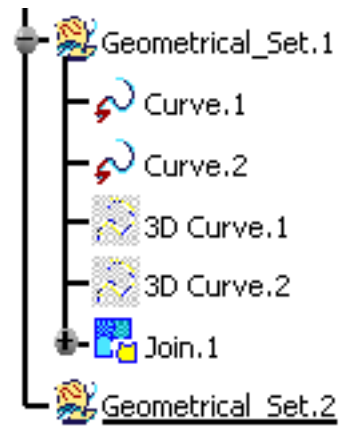 Geometrical_Set.1
Curve.1
Curve.2
3D Curve.1
3D Curve.2
Join.1
Geometrical_Set.2